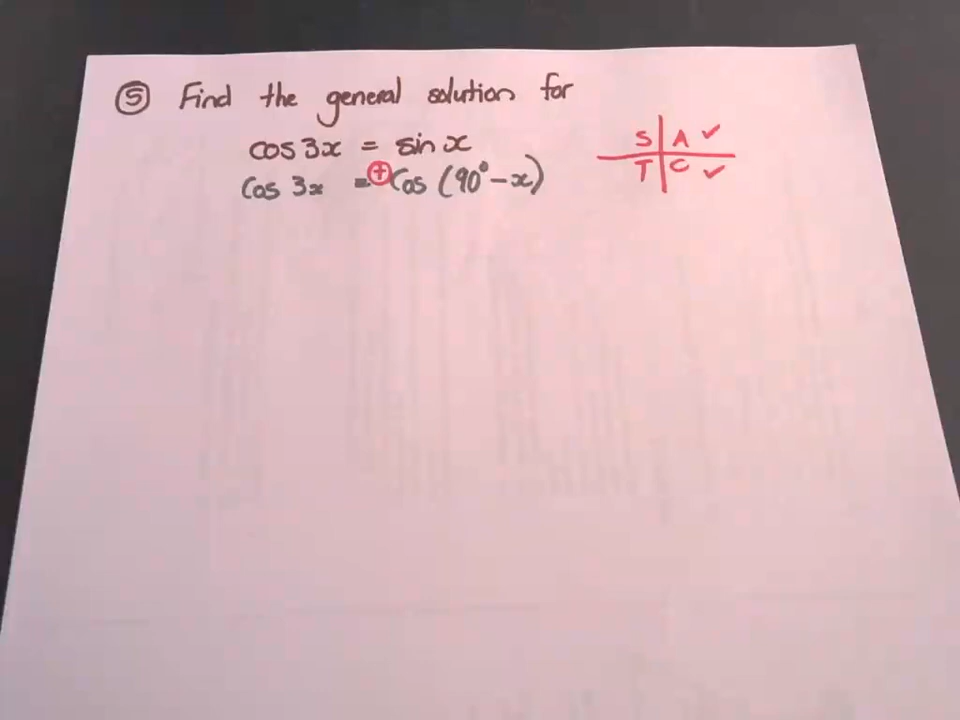 ⑤ Find the general solution for
cos 3x = sin x
Cos 3x = + Cos (90° - x)
S A ✓
T C ✓